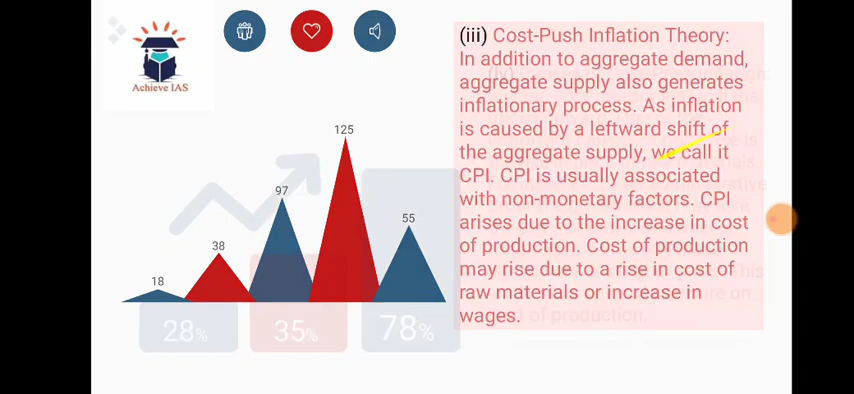 Achieve IAS
(iii) Cost-Push Inflation Theory:
In addition to aggregate demand,
aggregate supply also generates
inflationary process. As inflation
is caused by a leftward shift of
the aggregate supply, we call it
CPI. CPI is usually associated
with non-monetary factors. CPI
arises due to the increase in cost
of production. Cost of production
may rise due to a rise in cost of
raw materials or increase in
wages.
125
97
55
38
18
28%
35%
78%